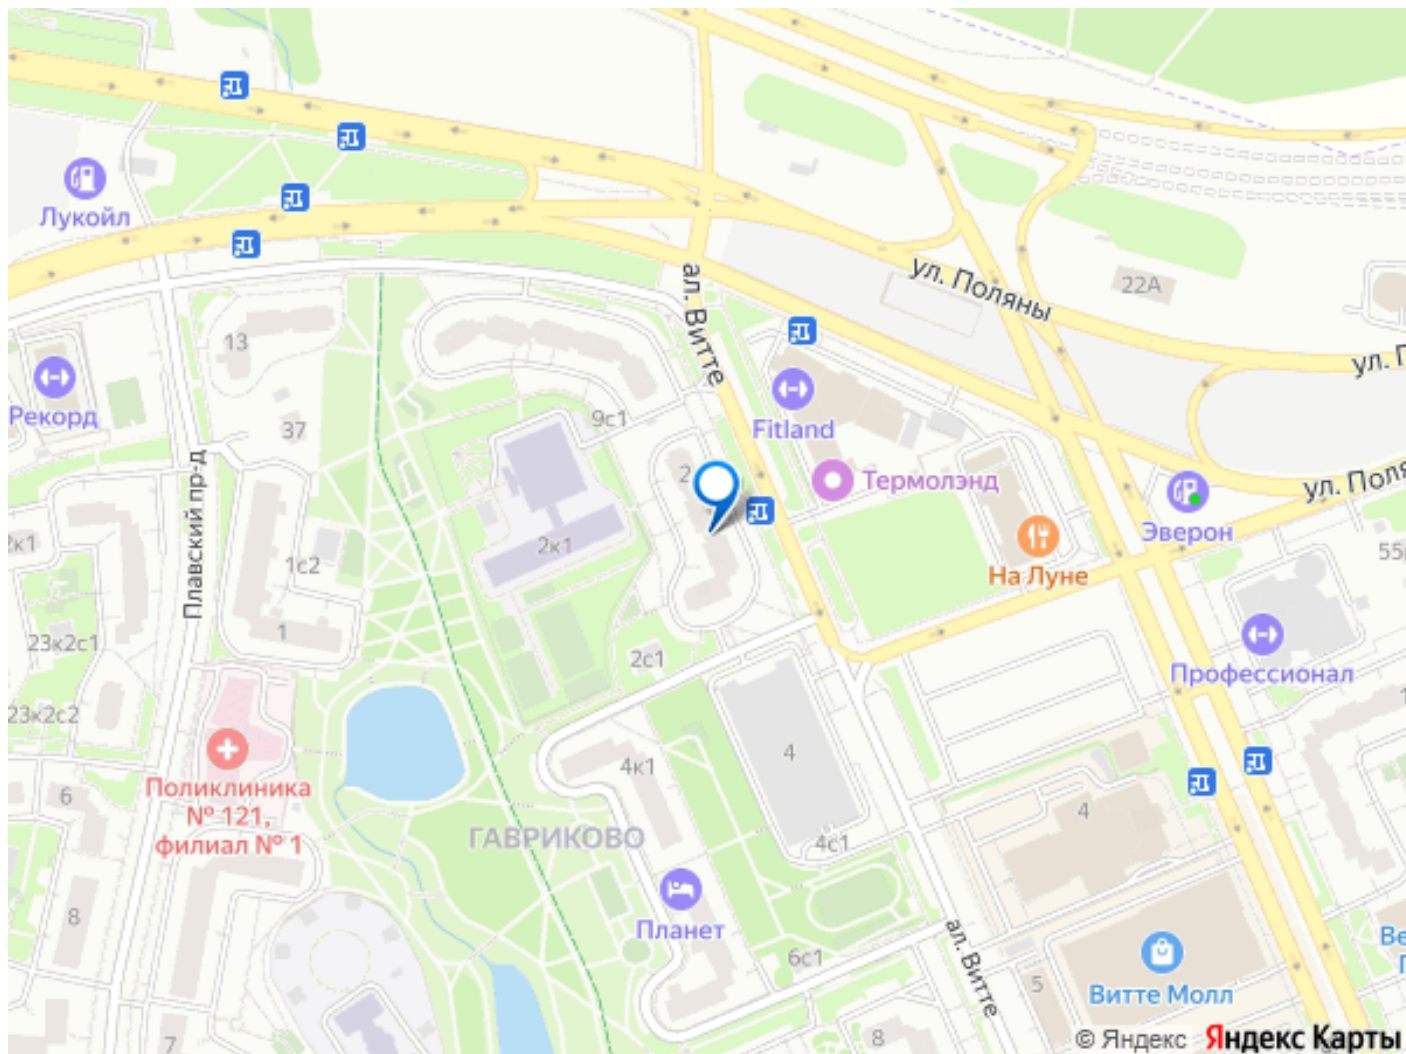 Лукойл
ал. Витте
ул. Поляны
22А
13
Рекорд
37
9с1
Fitland
ул. П
Плавский пр-д
2
Термолэнд
ул. Поля
Эверон
2к1
2к1
1с2
На Луне
55
1
23к2с1
2с1
Профессионал
23к2с2
Поликлиника
№ 121,
филиал № 1
6
4к1
4
4
ГАВРИКОВО
4с1
8
Планет
6с1
ал. Витте
5
Витте Молл
Ве
7
8
© Яндекс Яндекс Карты